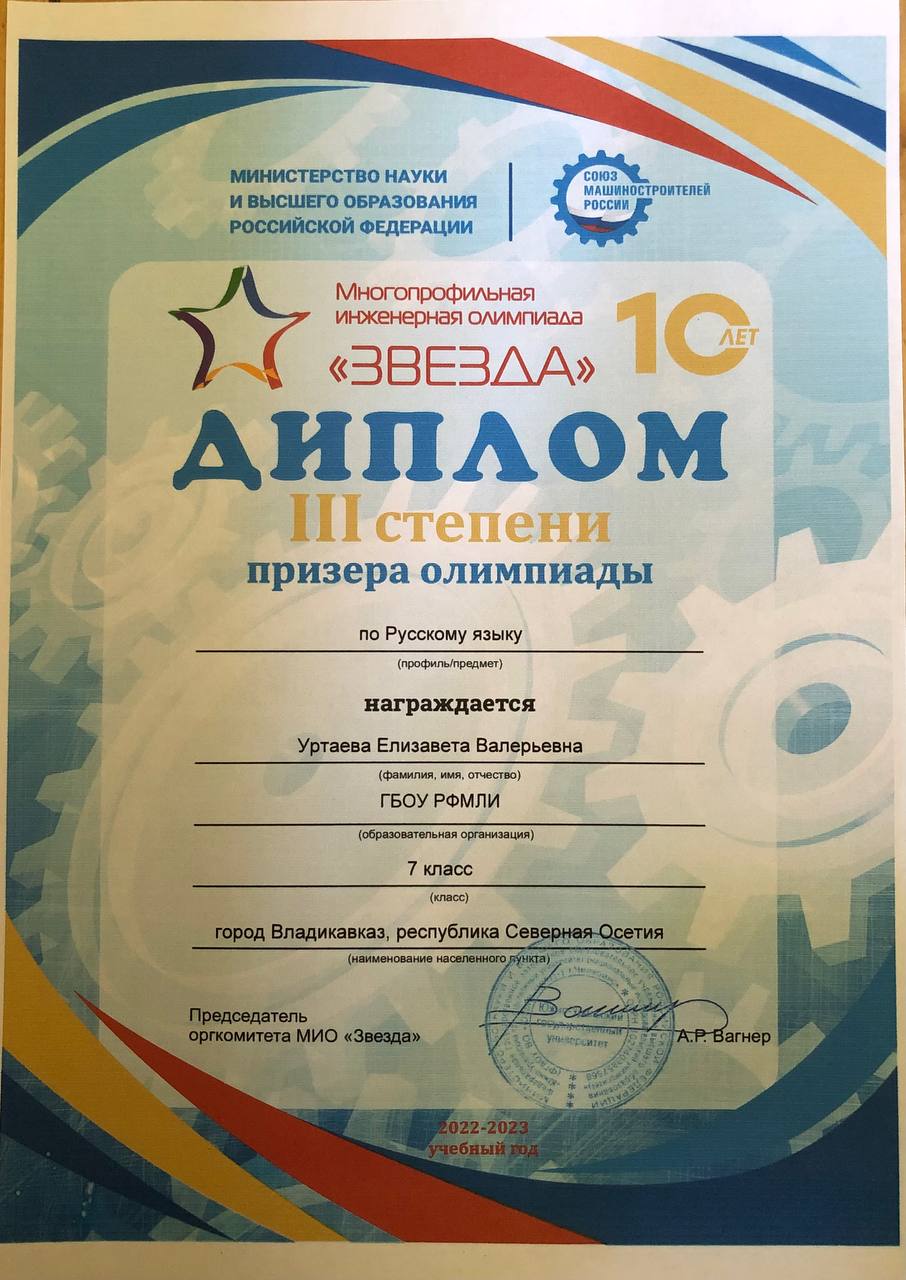 МИНИСТЕРСТВО НАУКИ
И ВЫСШЕГО ОБРАЗОВАНИЯ
РОССИЙСКОЙ ФЕДЕРАЦИИ
СОЮЗ
МАШИНОСТРОИТЕЛЕЙ
РОССИИ
Многопрофильная
инженерная олимпиада
«ЗВЕЗДА»
10 ЛЕТ
ДИПЛОМ
III степени
призера олимпиады
по Русскому языку
(профиль/предмет)
награждается
Уртаева Елизавета Валерьевна
(фамилия, имя, отчество)
ГБОУ РФМЛИ
(образовательная организация)
7 класс
(класс)
город Владикавказ, республика Северная Осетия
(наименование населенного пункта)
Председатель
оргкомитета МИО «Звезда»
А.Р. Вагнер
государственный
университет
2022-2023
учебный год